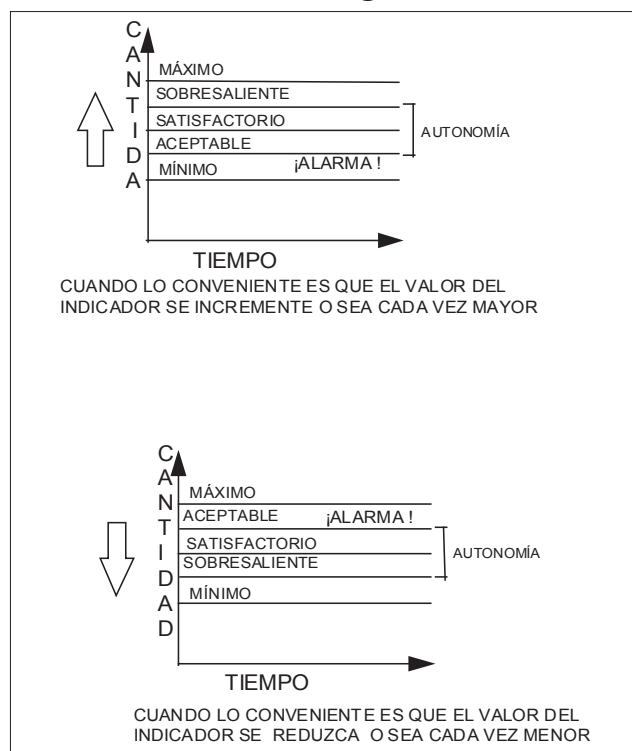 CANTIDA
MÁXIMO
SOBRESALIENTE
SATISFACTORIO
AUTONOMÍA
ACEPTABLE
¡ALARMA !
MÍNIMO
TIEMPO
CUANDO LO CONVENIENTE ES QUE EL VALOR DEL
INDICADOR SE INCREMENTE O SEA CADA VEZ MAYOR
CANTIDAD
MÁXIMO
ACEPTABLE
¡ALARMA !
SATISFACTORIO
AUTONOMÍA
SOBRESALIENTE
MÍNIMO
TIEMPO
CUANDO LO CONVENIENTE ES QUE EL VALOR DEL
INDICADOR SE REDUZCA O SEA CADA VEZ MENOR